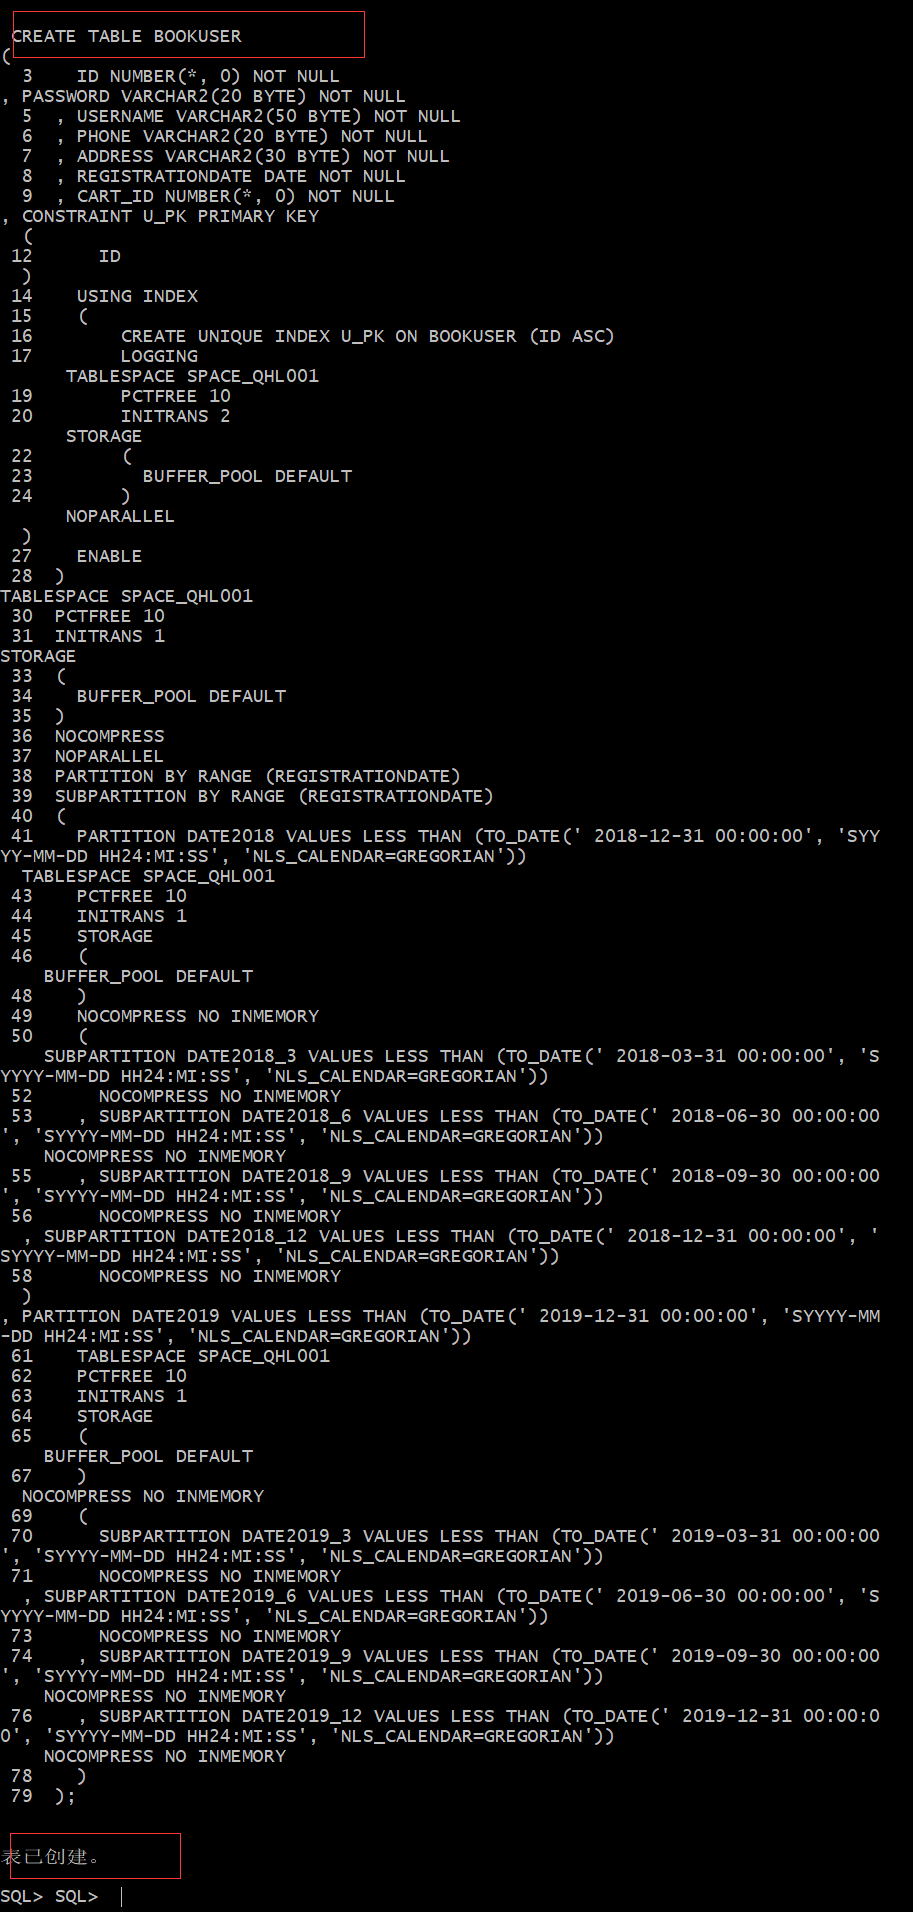 CREATE TABLE BOOKUSER
(
3 ID NUMBER(*, 0) NOT NULL
, PASSWORD VARCHAR2(20 BYTE) NOT NULL
5 , USERNAME VARCHAR2(50 BYTE) NOT NULL
6 , PHONE VARCHAR2(20 BYTE) NOT NULL
7 , ADDRESS VARCHAR2(30 BYTE) NOT NULL
8 , REGISTRATIONDATE DATE NOT NULL
9 , CART_ID NUMBER(*, 0) NOT NULL
, CONSTRAINT U_PK PRIMARY KEY
(
12 ID
)
14 USING INDEX
15 (
16 CREATE UNIQUE INDEX U_PK ON BOOKUSER (ID ASC)
17 LOGGING
TABLESPACE SPACE_QHL001
19 PCTFREE 10
20 INITRANS 2
STORAGE
22 (
23 BUFFER_POOL DEFAULT
24 )
NOPARALLEL
)
27 ENABLE
28 )
TABLESPACE SPACE_QHL001
30 PCTFREE 10
31 INITRANS 1
STORAGE
33 (
34 BUFFER_POOL DEFAULT
35 )
36 NOCOMPRESS
37 NOPARALLEL
38 PARTITION BY RANGE (REGISTRATIONDATE)
39 SUBPARTITION BY RANGE (REGISTRATIONDATE)
40 (
41 PARTITION DATE2018 VALUES LESS THAN (TO_DATE(' 2018-12-31 00:00:00', 'SYY
YY-MM-DD HH24:MI:SS', 'NLS_CALENDAR=GREGORIAN'))
TABLESPACE SPACE_QHL001
43 PCTFREE 10
44 INITRANS 1
45 STORAGE
46 (
BUFFER_POOL DEFAULT
48 )
49 NOCOMPRESS NO INMEMORY
50 (
SUBPARTITION DATE2018_3 VALUES LESS THAN (TO_DATE(' 2018-03-31 00:00:00', 'S
YYYY-MM-DD HH24:MI:SS', 'NLS_CALENDAR=GREGORIAN'))
52 NOCOMPRESS NO INMEMORY
53 , SUBPARTITION DATE2018_6 VALUES LESS THAN (TO_DATE(' 2018-06-30 00:00:00
', 'SYYYY-MM-DD HH24:MI:SS', 'NLS_CALENDAR=GREGORIAN'))
NOCOMPRESS NO INMEMORY
55 , SUBPARTITION DATE2018_9 VALUES LESS THAN (TO_DATE(' 2018-09-30 00:00:00
', 'SYYYY-MM-DD HH24:MI:SS', 'NLS_CALENDAR=GREGORIAN'))
56 NOCOMPRESS NO INMEMORY
, SUBPARTITION DATE2018_12 VALUES LESS THAN (TO_DATE(' 2018-12-31 00:00:00', '
SYYYY-MM-DD HH24:MI:SS', 'NLS_CALENDAR=GREGORIAN'))
58 NOCOMPRESS NO INMEMORY
)
, PARTITION DATE2019 VALUES LESS THAN (TO_DATE(' 2019-12-31 00:00:00', 'SYYYY-MM
-DD HH24:MI:SS', 'NLS_CALENDAR=GREGORIAN'))
61 TABLESPACE SPACE_QHL001
62 PCTFREE 10
63 INITRANS 1
64 STORAGE
65 (
BUFFER_POOL DEFAULT
67 )
NOCOMPRESS NO INMEMORY
69 (
70 SUBPARTITION DATE2019_3 VALUES LESS THAN (TO_DATE(' 2019-03-31 00:00:00
', 'SYYYY-MM-DD HH24:MI:SS', 'NLS_CALENDAR=GREGORIAN'))
71 NOCOMPRESS NO INMEMORY
, SUBPARTITION DATE2019_6 VALUES LESS THAN (TO_DATE(' 2019-06-30 00:00:00', 'S
YYYY-MM-DD HH24:MI:SS', 'NLS_CALENDAR=GREGORIAN'))
73 NOCOMPRESS NO INMEMORY
74 , SUBPARTITION DATE2019_9 VALUES LESS THAN (TO_DATE(' 2019-09-30 00:00:00
', 'SYYYY-MM-DD HH24:MI:SS', 'NLS_CALENDAR=GREGORIAN'))
NOCOMPRESS NO INMEMORY
76 , SUBPARTITION DATE2019_12 VALUES LESS THAN (TO_DATE(' 2019-12-31 00:00:0
0', 'SYYYY-MM-DD HH24:MI:SS', 'NLS_CALENDAR=GREGORIAN'))
NOCOMPRESS NO INMEMORY
78 )
79 );
表已创建。
SQL> SQL>